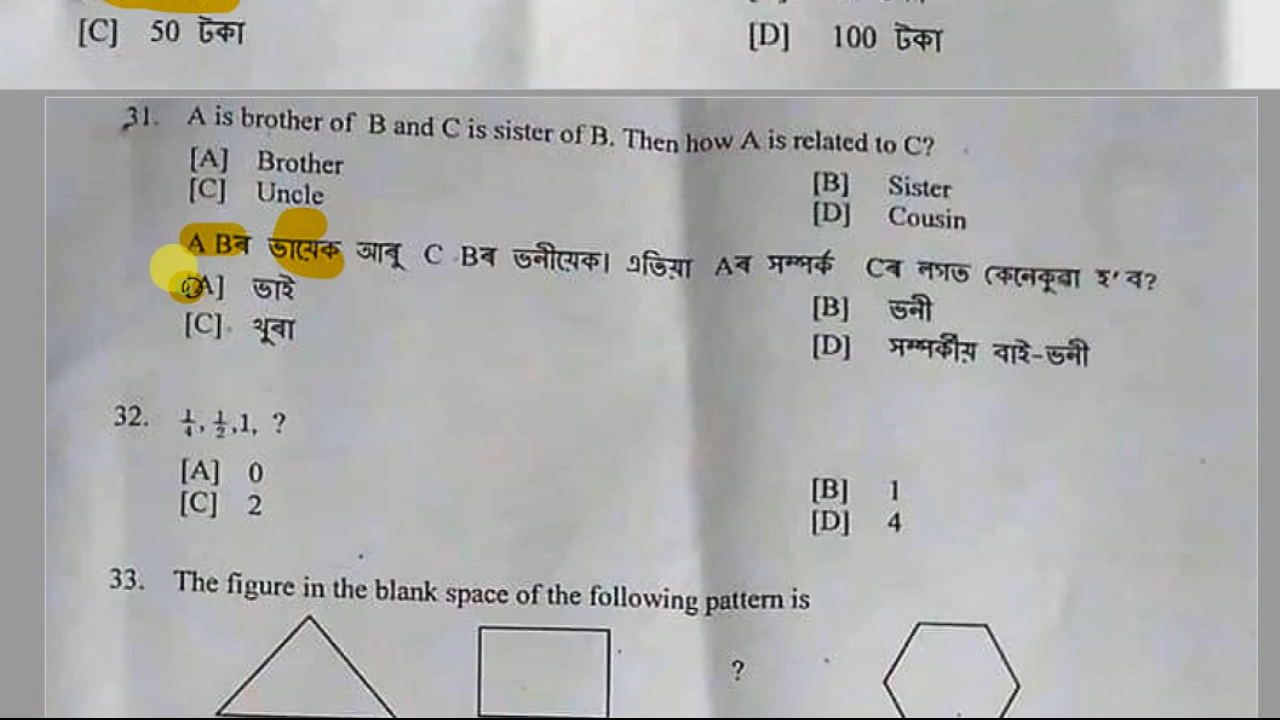 [C] 50 টকা
[D] 100 টকা
31. A is brother of B and C is sister of B. Then how A is related to C?
[A] Brother
[B] Sister
[C] Uncle
[D] Cousin
A Bৰ ভায়েক আৰু C Bৰ ভনীয়েক। এতিয়া Aৰ সম্পৰ্ক Cৰ লগত কেনেকুৱা হ'ব?
[A] ভাই
[B] ভনী
[C] খুৰা
[D] সম্পৰ্কীয় বাই-ভনী
32. 1/4, 1/2, 1, ?
[A] 0
[B] 1
[C] 2
[D] 4
33. The figure in the blank space of the following pattern is
?